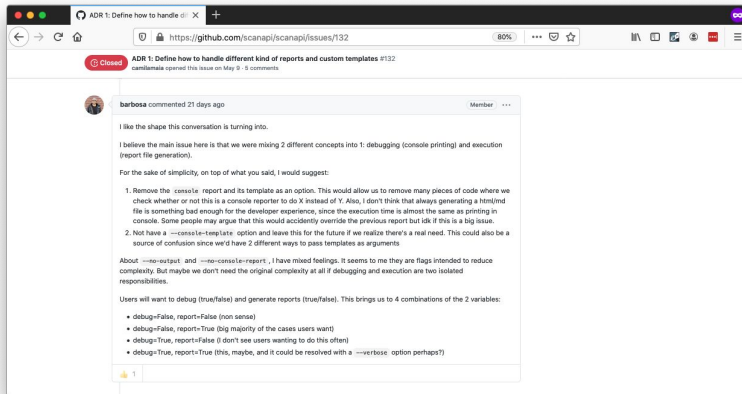 ADR 1: Define how to handle dif
https://github.com/scanapi/scanapi/issues/132
80%
Closed
ADR 1: Define how to handle different kind of reports and custom templates #132
camilamaia opened this issue on May 9 · 5 comments
barbosa commented 21 days ago
Member
I like the shape this conversation is turning into.
I believe the main issue here is that we were mixing 2 different concepts into 1: debugging (console printing) and execution
(report file generation).
For the sake of simplicity, on top of what you said, I would suggest:
1. Remove the console report and its template as an option. This would allow us to remove many pieces of code where we
check whether or not this is a console reporter to do X instead of Y. Also, I don't think that always generating a html/md
file is something bad enough for the developer experience, since the execution time is almost the same as printing in
console. Some people may argue that this would accidently override the previous report but idk if this is a big issue.
2. Not have a --console-template option and leave this for the future if we realize there's a real need. This could also be a
source of confusion since we'd have 2 different ways to pass templates as arguments
About --no-output and --no-console-report, I have mixed feelings. It seems to me they are flags intended to reduce
complexity. But maybe we don't need the original complexity at all if debugging and execution are two isolated
responsibilities.
Users will want to debug (true/false) and generate reports (true/false). This brings us to 4 combinations of the 2 variables:
• debug=False, report=False (non sense)
• debug=False, report=True (big majority of the cases users want)
• debug=True, report=False (I don't see users wanting to do this often)
• debug=True, report=True (this, maybe, and it could be resolved with a --verbose option perhaps?)
1